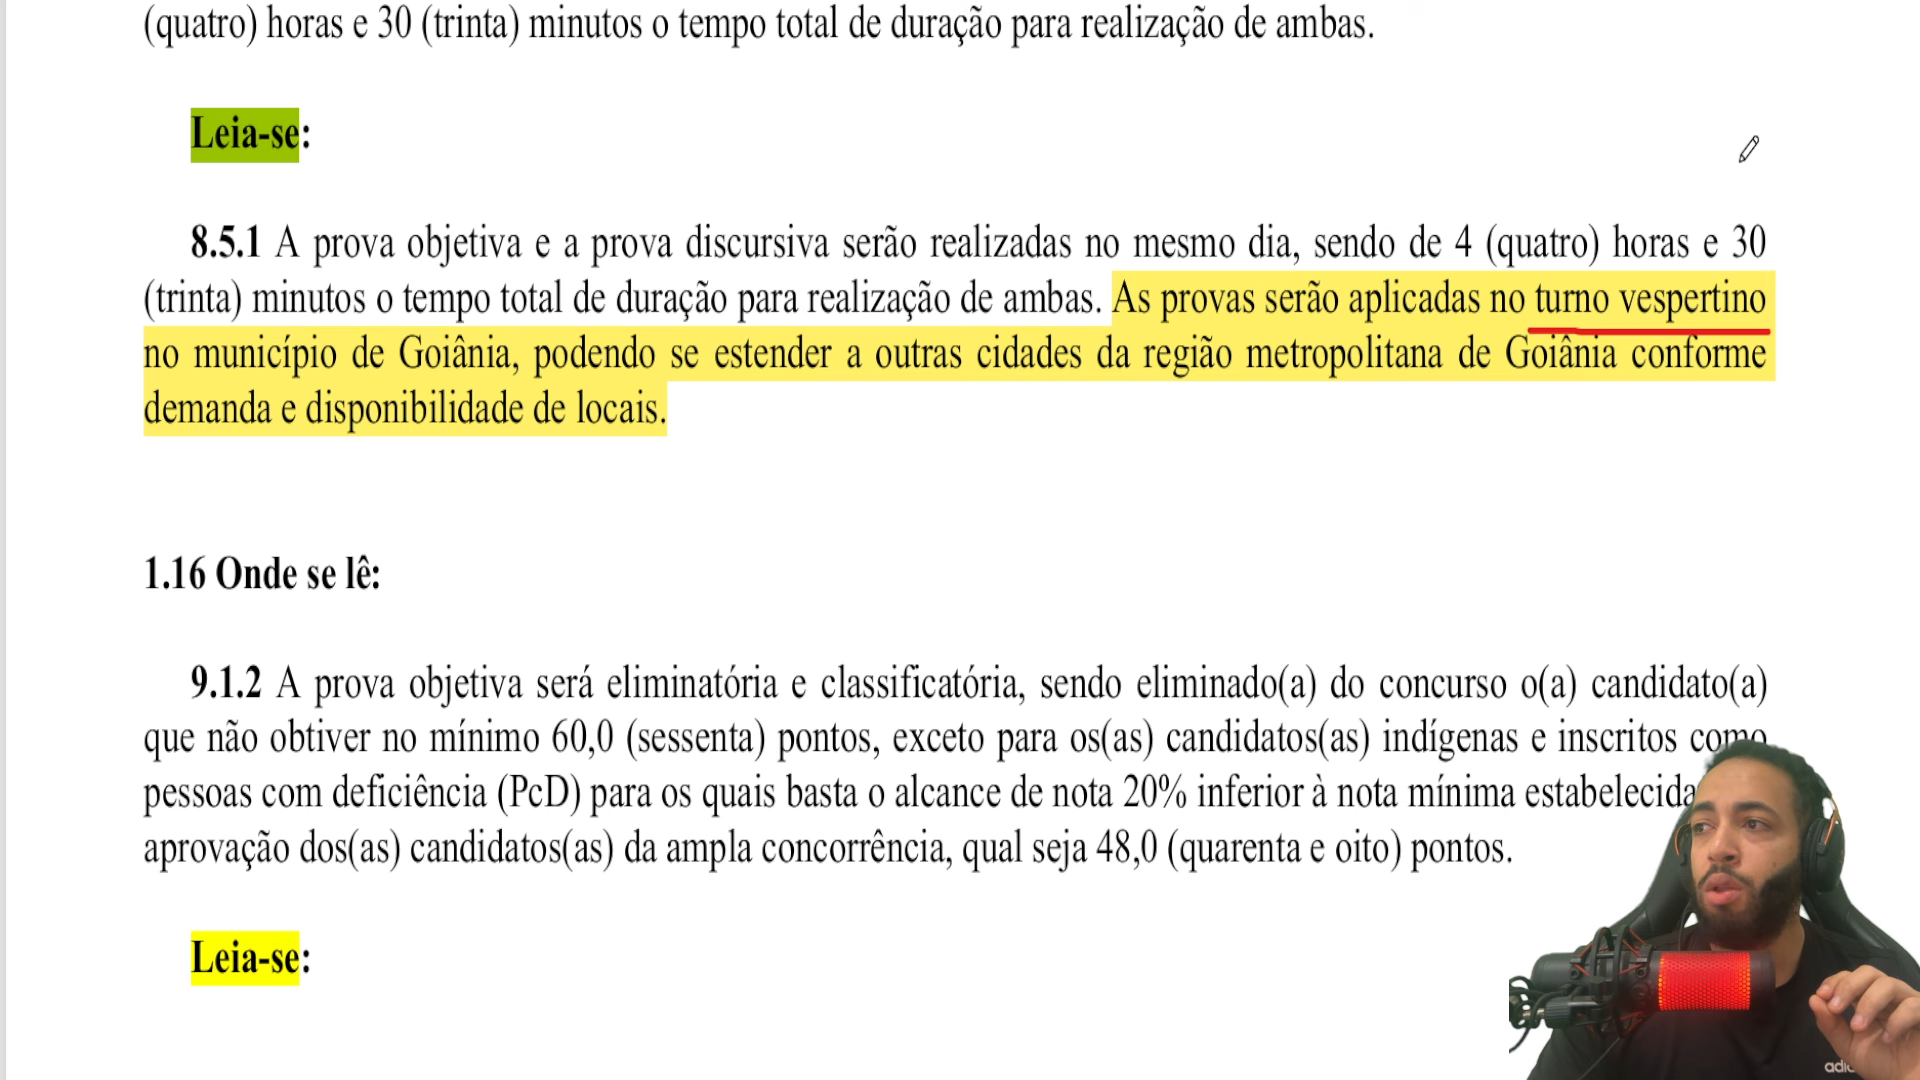 (quatro) horas e 30 (trinta) minutos o tempo total de duração para realização de ambas.
Leia-se:
8.5.1 A prova objetiva e a prova discursiva serão realizadas no mesmo dia, sendo de 4 (quatro) horas e 30
(trinta) minutos o tempo total de duração para realização de ambas. As provas serão aplicadas no turno vespertino
no município de Goiânia, podendo se estender a outras cidades da região metropolitana de Goiânia conforme
demanda e disponibilidade de locais.
1.16 Onde se lê:
9.1.2 A prova objetiva será eliminatória e classificatória, sendo eliminado(a) do concurso o(a) candidato(a)
que não obtiver no mínimo 60,0 (sessenta) pontos, exceto para os(as) candidatos(as) indígenas e inscritos como
pessoas com deficiência (PcD) para os quais basta o alcance de nota 20% inferior à nota mínima estabelecida
aprovação dos(as) candidatos(as) da ampla concorrência, qual seja 48,0 (quarenta e oito) pontos.
Leia-se: